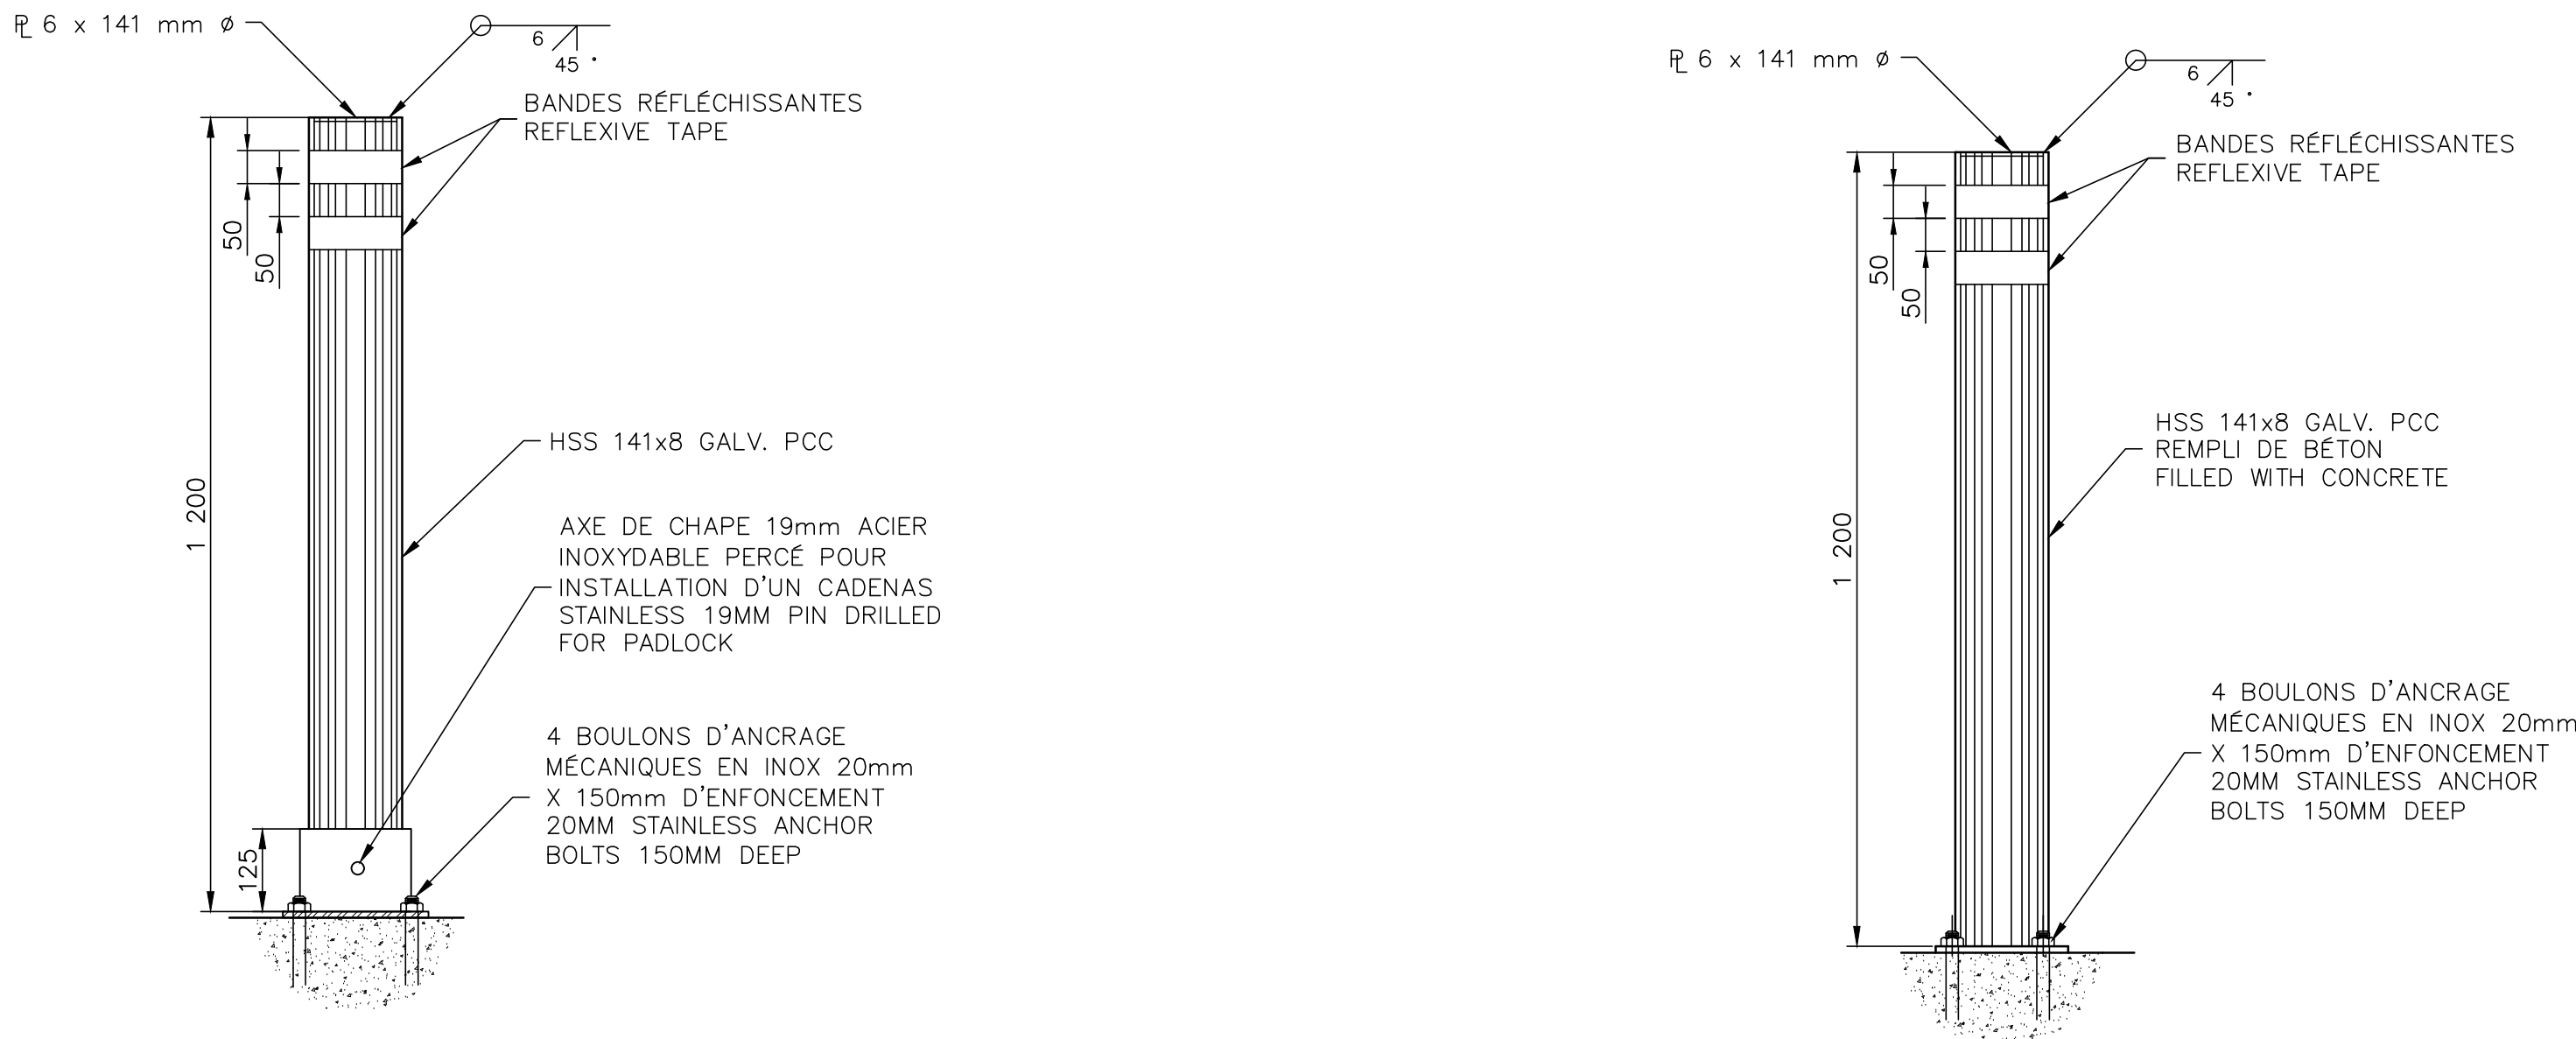 ℄ 6 x 141 mm ø
6
45 °
BANDES RÉFLÉCHISSANTES
REFLEXIVE TAPE
50
50
1 200
HSS 141x8 GALV. PCC
AXE DE CHAPE 19mm ACIER
INOXYDABLE PERCÉ POUR
INSTALLATION D'UN CADENAS
STAINLESS 19MM PIN DRILLED
FOR PADLOCK
4 BOULONS D'ANCRAGE
MÉCANIQUES EN INOX 20mm
X 150mm D'ENFONCEMENT
20MM STAINLESS ANCHOR
BOLTS 150MM DEEP
125
PL 6 x 141 mm ø
6
45 °
BANDES RÉFLÉCHISSANTES
REFLEXIVE TAPE
50
50
1 200
HSS 141x8 GALV. PCC
REMPLI DE BÉTON
FILLED WITH CONCRETE
4 BOULONS D'ANCRAGE
MÉCANIQUES EN INOX 20mm
X 150mm D'ENFONCEMENT
20MM STAINLESS ANCHOR
BOLTS 150MM DEEP